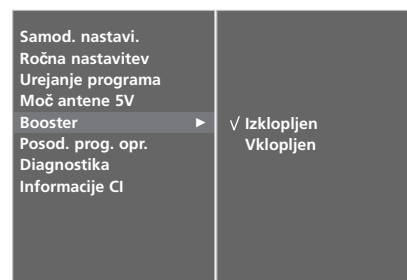 Samod. nastavi.
Ročna nastavitev
Urejanje programa
Moč antene 5V
Booster ►
Posod. prog. opr.
Diagnostika
Informacije CI
√ Izklopljen
Vklopljen